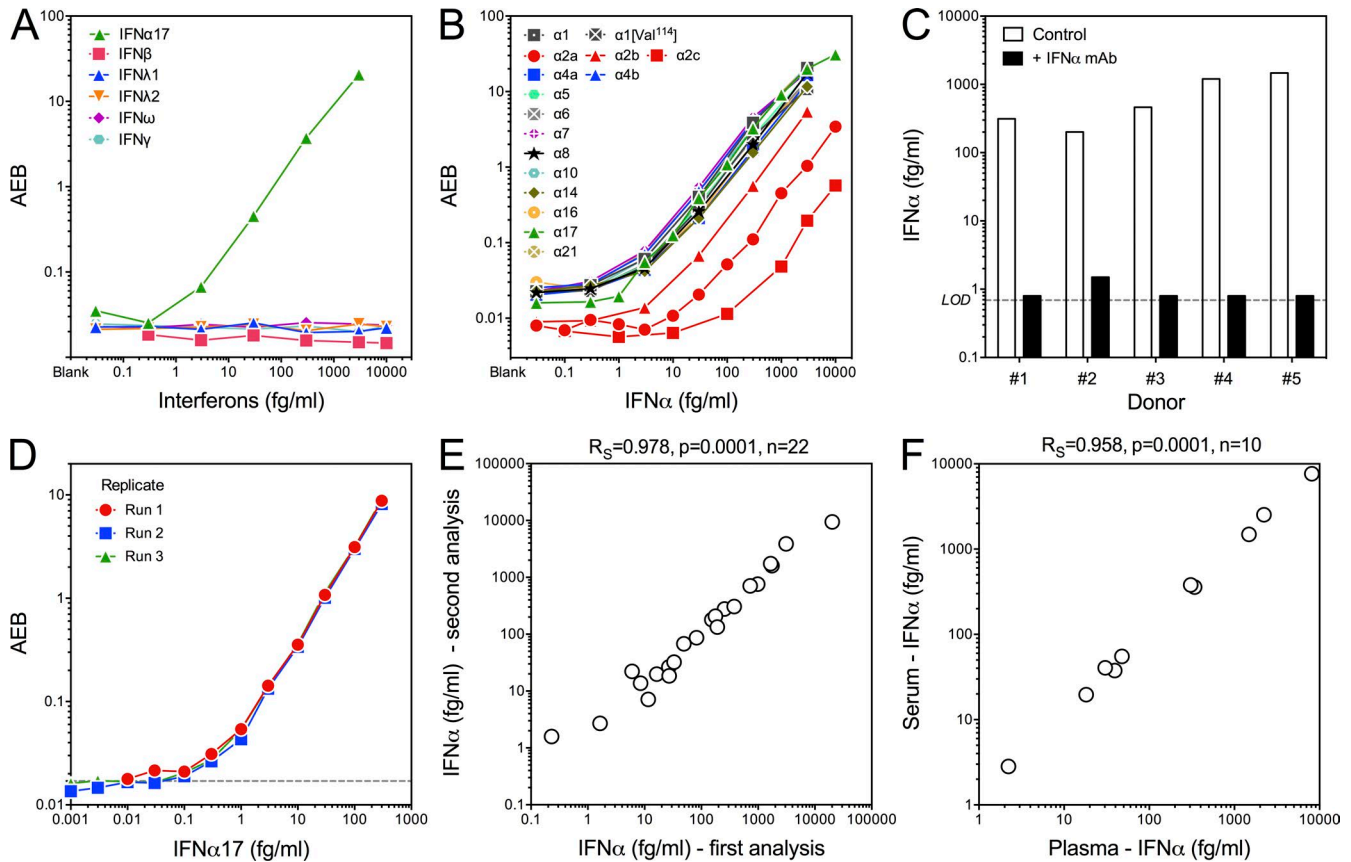 A
IFNα17
IFNβ
IFNλ1
IFNλ2
IFNω
IFNγ
AEB
100
10
1
0.1
Blank 0.1 1 10 100 1000 10000
Interferons (fg/ml)
B
α1 α1[Val¹¹⁴]
α2a α2b α2c
α4a α4b
α5
α6
α7
α8
α10
α14
α16
α17
α21
AEB
100
10
1
0.1
0.01
Blank 0.1 1 10 100 1000 10000
IFNα (fg/ml)
C
Control
+ IFNα mAb
IFNα (fg/ml)
10000
1000
100
10
1
LOD
0.1
#1 #2 #3 #4 #5
Donor
D
Replicate
Run 1
Run 2
Run 3
AEB
10
1
0.1
0.01
0.001 0.01 0.1 1 10 100 1000
IFNα17 (fg/ml)
E
R_S=0.978, p=0.0001, n=22
IFNα (fg/ml) - second analysis
100000
10000
1000
100
10
1
0.1
0.1 1 10 100 1000 10000 100000
IFNα (fg/ml) - first analysis
F
R_S=0.958, p=0.0001, n=10
Serum - IFNα (fg/ml)
10000
1000
100
10
1
1 10 100 1000 10000
Plasma - IFNα (fg/ml)